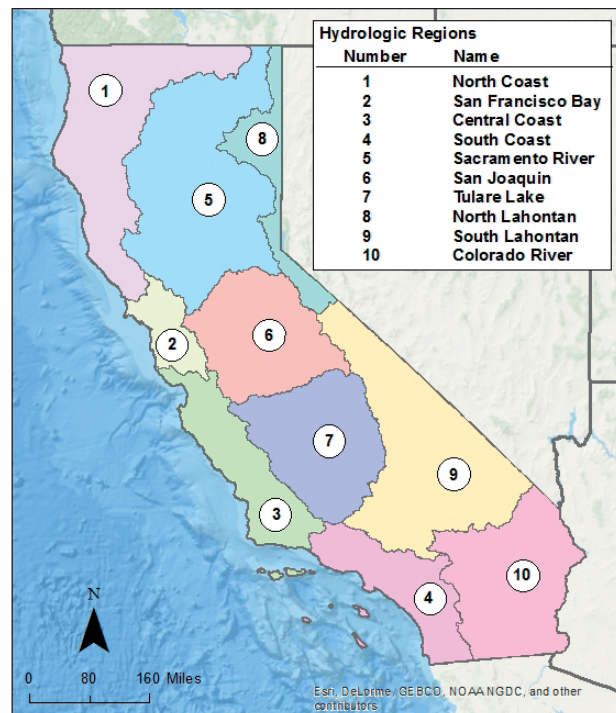 Hydrologic Regions
Number Name
1 North Coast
2 San Francisco Bay
3 Central Coast
4 South Coast
5 Sacramento River
6 San Joaquin
7 Tulare Lake
8 North Lahontan
9 South Lahontan
10 Colorado River
1
8
5
2
6
7
9
3
10
4
N
0 80 160 Miles
Esri, DeLorme, GEBCO, NOAA NGDC, and other
contributors